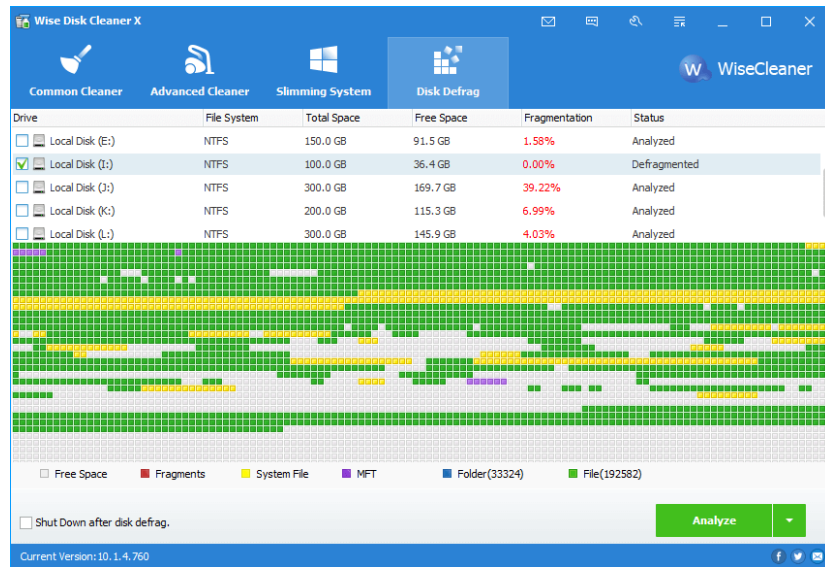 Wise Disk Cleaner X
Common Cleaner Advanced Cleaner Slimming System Disk Defrag W. WiseCleaner
Drive File System Total Space Free Space Fragmentation Status
Local Disk (E:) NTFS 150.0 GB 91.5 GB 1.58% Analyzed
Local Disk (I:) NTFS 100.0 GB 36.4 GB 0.00% Defragmented
Local Disk (J:) NTFS 300.0 GB 169.7 GB 39.22% Analyzed
Local Disk (K:) NTFS 200.0 GB 115.3 GB 6.99% Analyzed
Local Disk (L:) NTFS 300.0 GB 145.9 GB 4.03% Analyzed
Free Space Fragments System File MFT Folder(33324) File(192582)
Shut Down after disk defrag. Analyze
Current Version:10.1.4.760